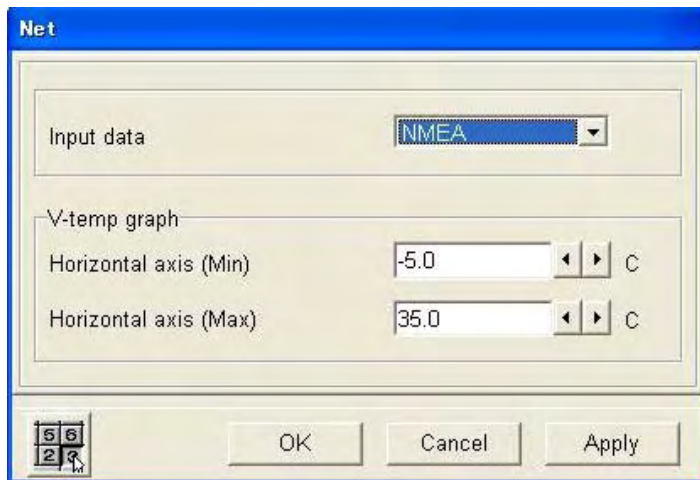 Net
Input data NMEA
V-temp graph
Horizontal axis (Min) -5.0 C
Horizontal axis (Max) 35.0 C
5 6
2 3
OK Cancel Apply